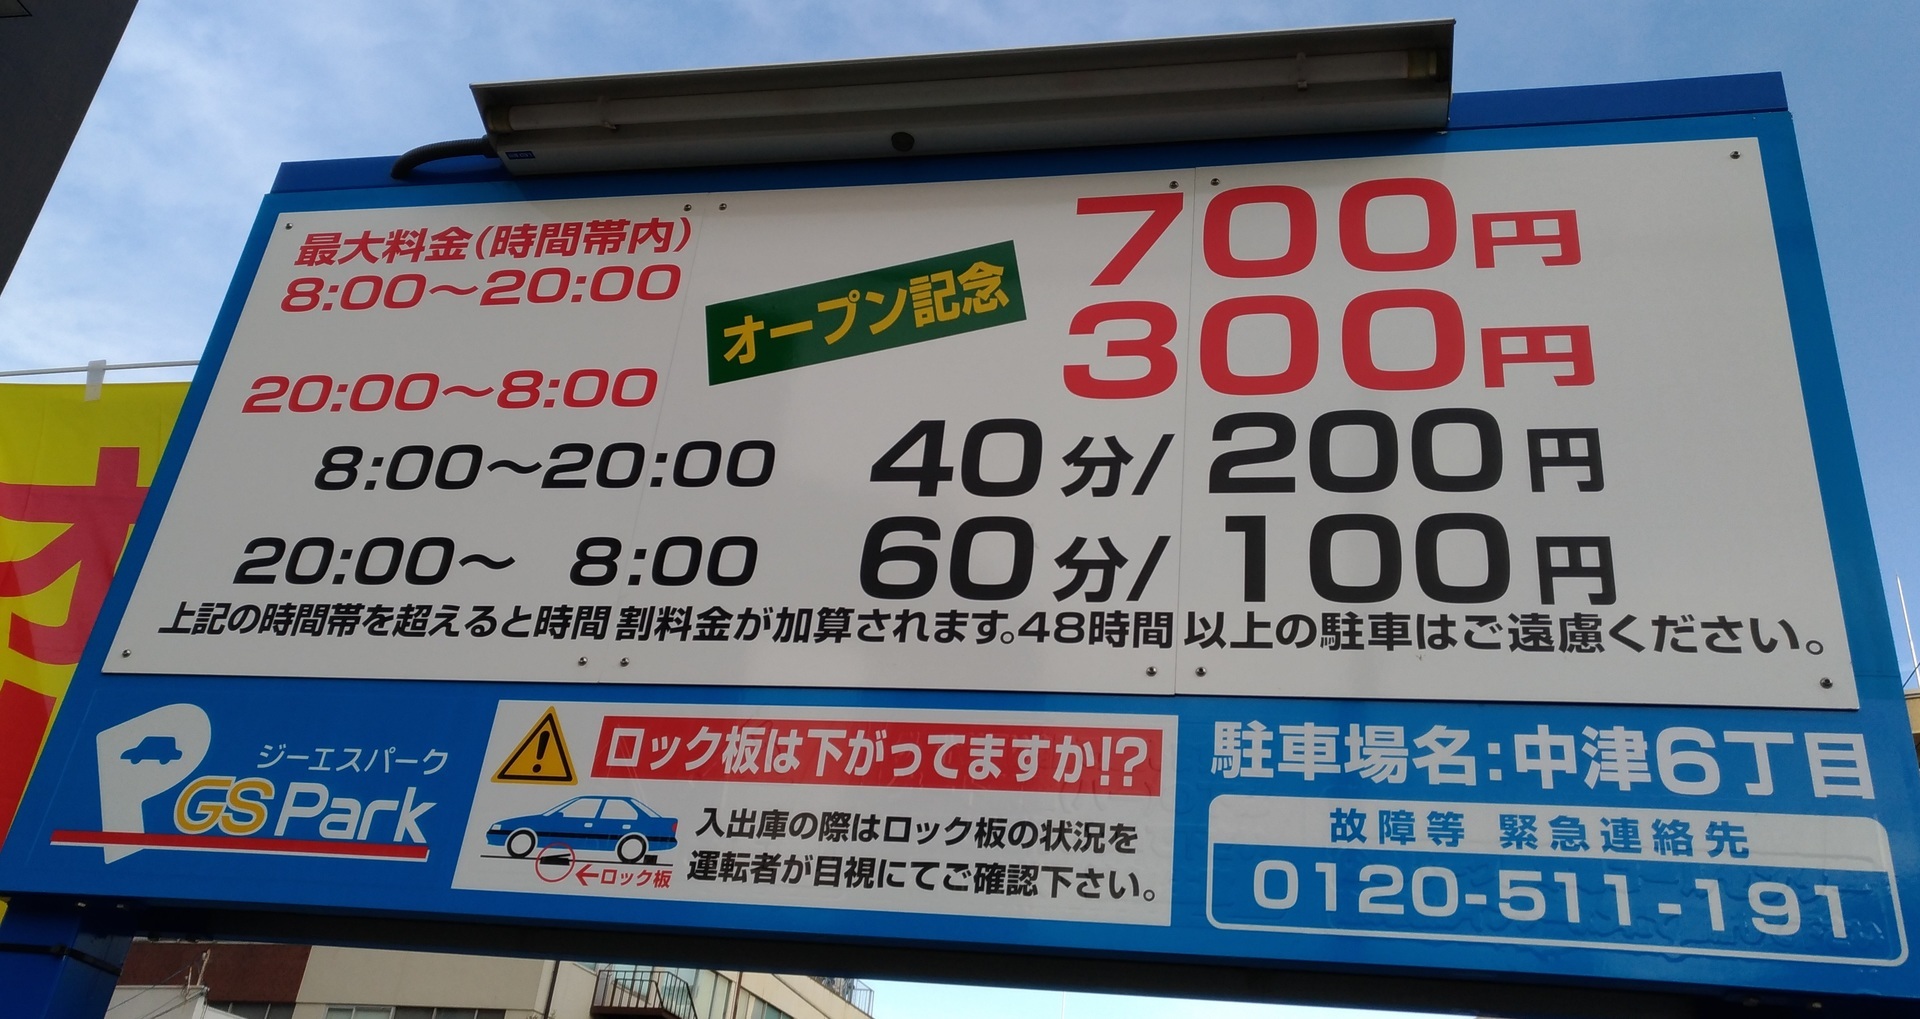 最大料金(時間帯内)
8:00〜20:00
オープン記念
700円
20:00〜8:00
300円
8:00〜20:00 40分/200円
20:00〜 8:00 60分/100円
上記の時間帯を超えると時間割料金が加算されます。48時間以上の駐車はご遠慮ください。
ジーエスパーク
GS Park
ロック板は下がってますか!?
入出庫の際はロック板の状況を
運転者が目視にてご確認下さい。
←ロック板
駐車場名:中津6丁目
故障等 緊急連絡先
0120-511-191